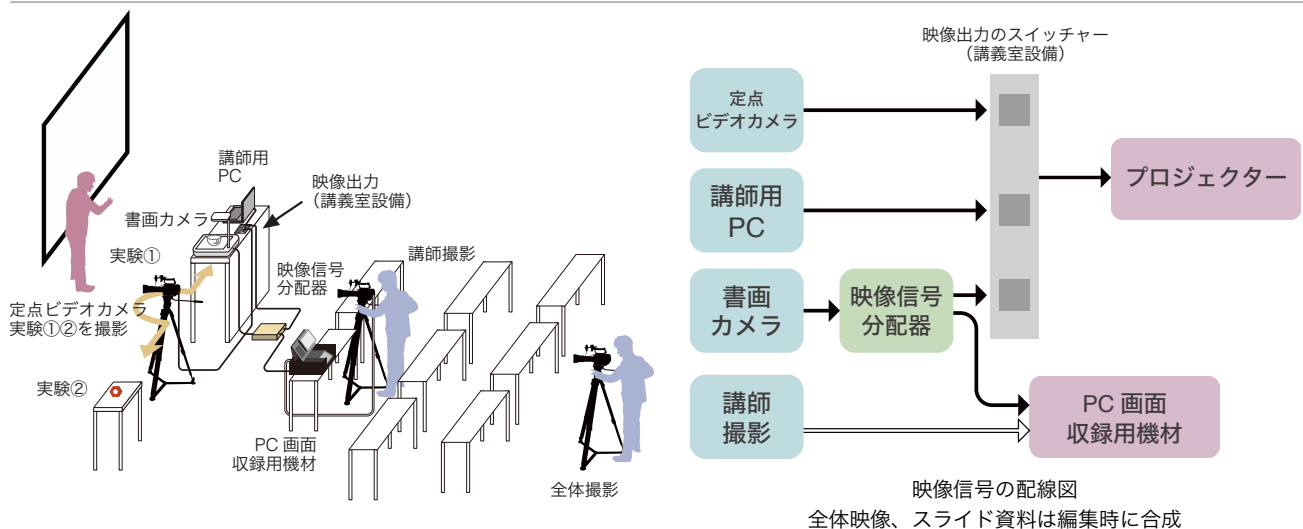 講師用
PC
映像出力
（講義室設備）
書画カメラ
実験①
映像信号
分配器
講師撮影
定点ビデオカメラ
実験①②を撮影
実験②
PC 画面
収録用機材
全体撮影
映像出力のスイッチャー
（講義室設備）
定点
ビデオカメラ
講師用
PC
プロジェクター
書画
カメラ
映像信号
分配器
講師
撮影
PC 画面
収録用機材
映像信号の配線図
全体映像、スライド資料は編集時に合成